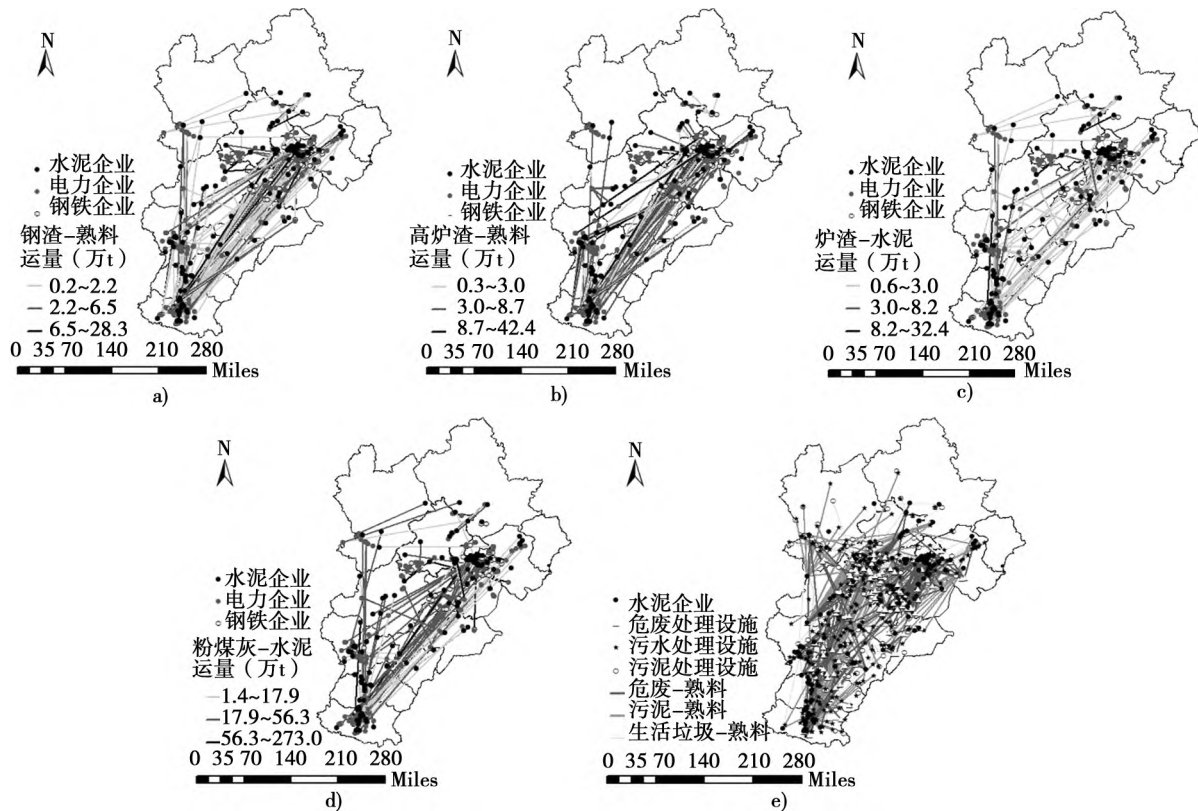 N
水泥企业
电力企业
钢铁企业
钢渣-熟料
运量（万t）
0.2~2.2
2.2~6.5
6.5~28.3
0 35 70 140 210 280
Miles
a)
N
水泥企业
电力企业
钢铁企业
高炉渣-熟料
运量（万t）
0.3~3.0
3.0~8.7
8.7~42.4
0 35 70 140 210 280
Miles
b)
N
水泥企业
电力企业
钢铁企业
炉渣-水泥
运量（万t）
0.6~3.0
3.0~8.2
8.2~32.4
0 35 70 140 210 280
Miles
c)
N
水泥企业
电力企业
钢铁企业
粉煤灰-水泥
运量（万t）
1.4~17.9
17.9~56.3
56.3~273.0
0 35 70 140 210 280
Miles
d)
N
水泥企业
危废处理设施
污水处理设施
污泥处理设施
危废-熟料
污泥-熟料
生活垃圾-熟料
0 35 70 140 210 280
Miles
e)